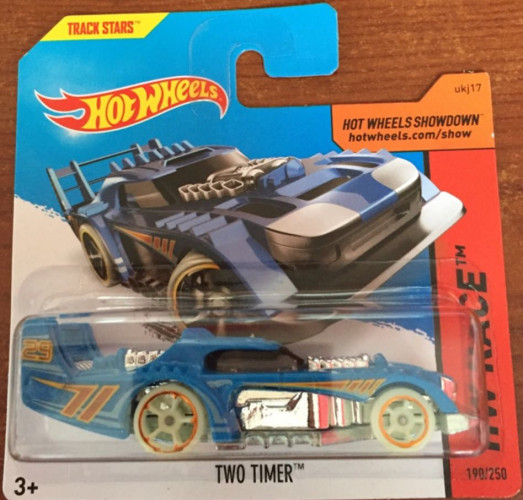 TRACK STARS™
Hot Wheels®
ukj17
HOT WHEELS SHOWDOWN™
hotwheels.com/show
HW RACE™
29
TWO TIMER™
190/250
3+